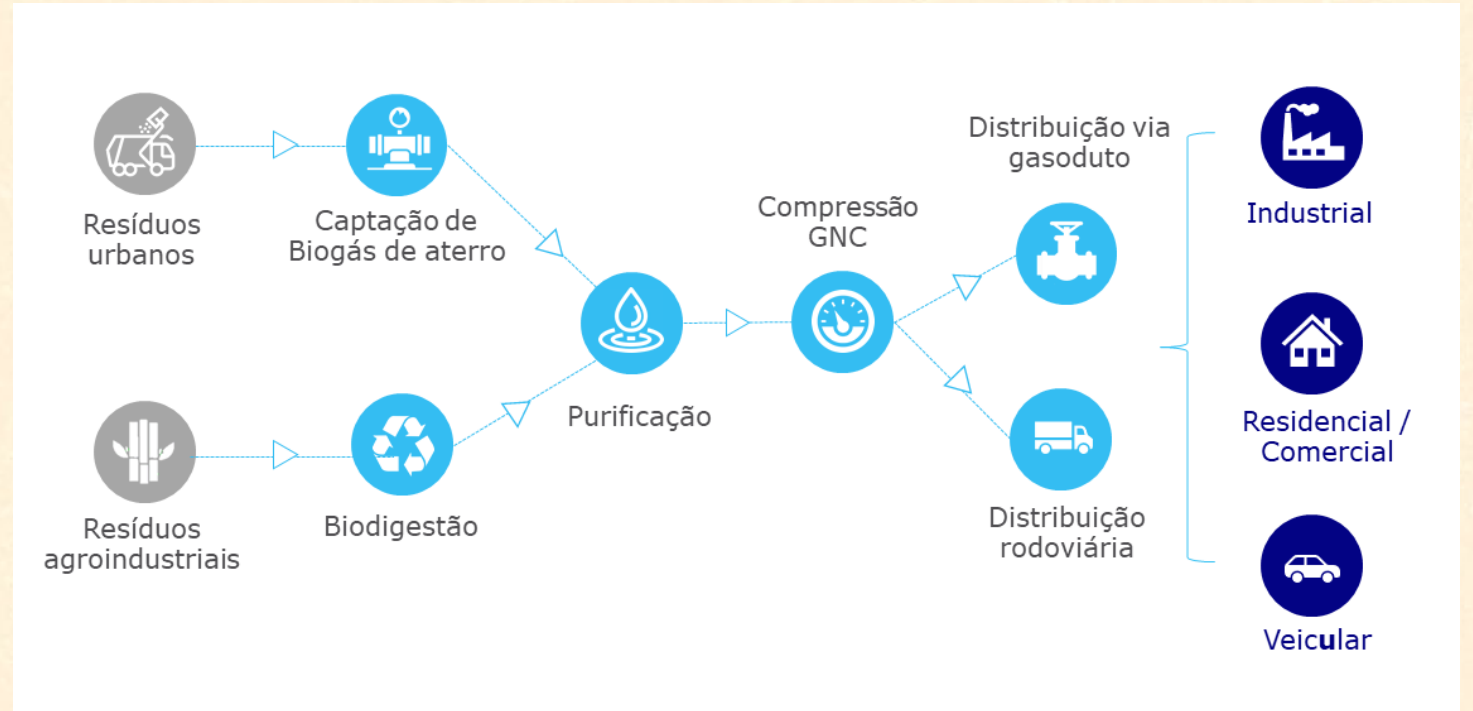 Resíduos
urbanos
Captação de
Biogás de aterro
Resíduos
agroindustriais
Biodigestão
Purificação
Compressão
GNC
Distribuição via
gasoduto
Distribuição
rodoviária
Industrial
Residencial /
Comercial
Veicular